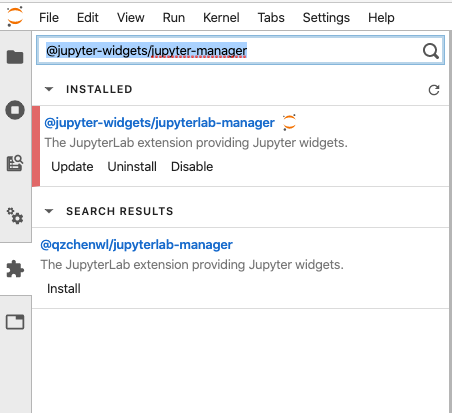 File Edit View Run Kernel Tabs Settings Help
@jupyter-widgets/jupyter-manager
INSTALLED
@jupyter-widgets/jupyterlab-manager
The JupyterLab extension providing Jupyter widgets.
Update Uninstall Disable
SEARCH RESULTS
@qzchenwl/jupyterlab-manager
The JupyterLab extension providing Jupyter widgets.
Install